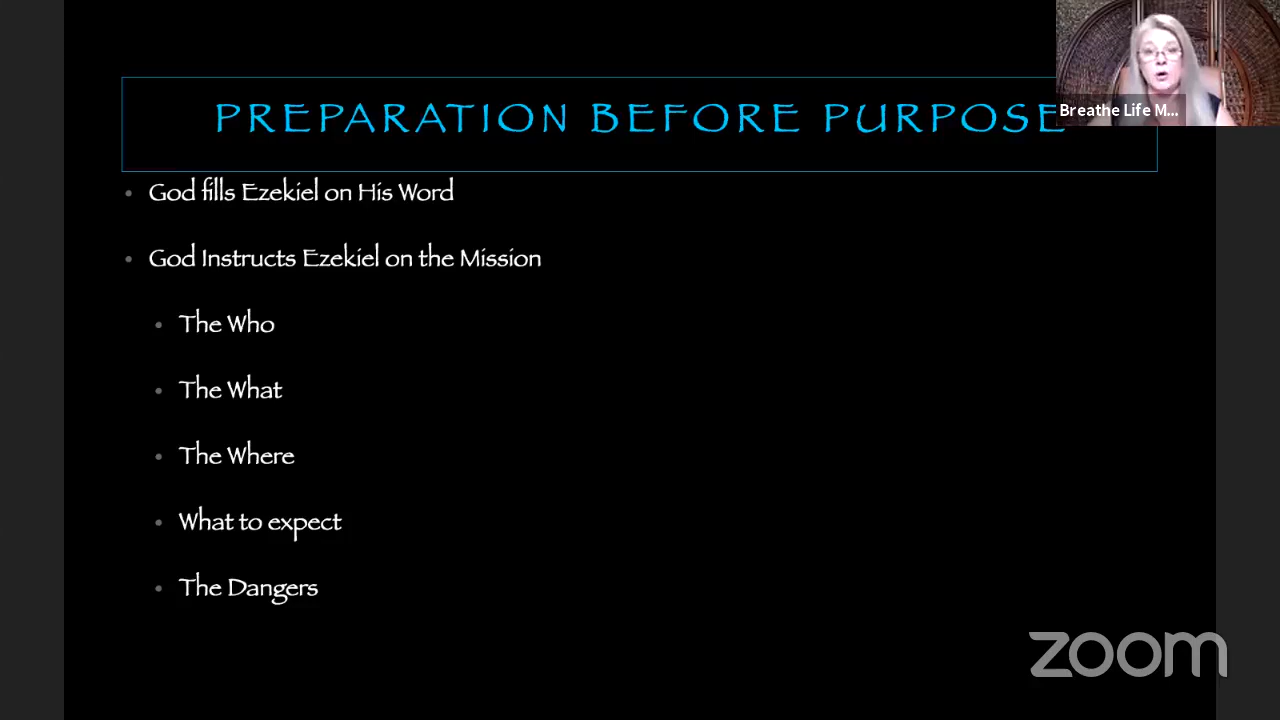 PREPARATION BEFORE PURPOSE
Breathe Life M...
• God fills Ezekiel on His Word
• God Instructs Ezekiel on the Mission
• The Who
• The What
• The Where
• What to expect
• The Dangers
zoom